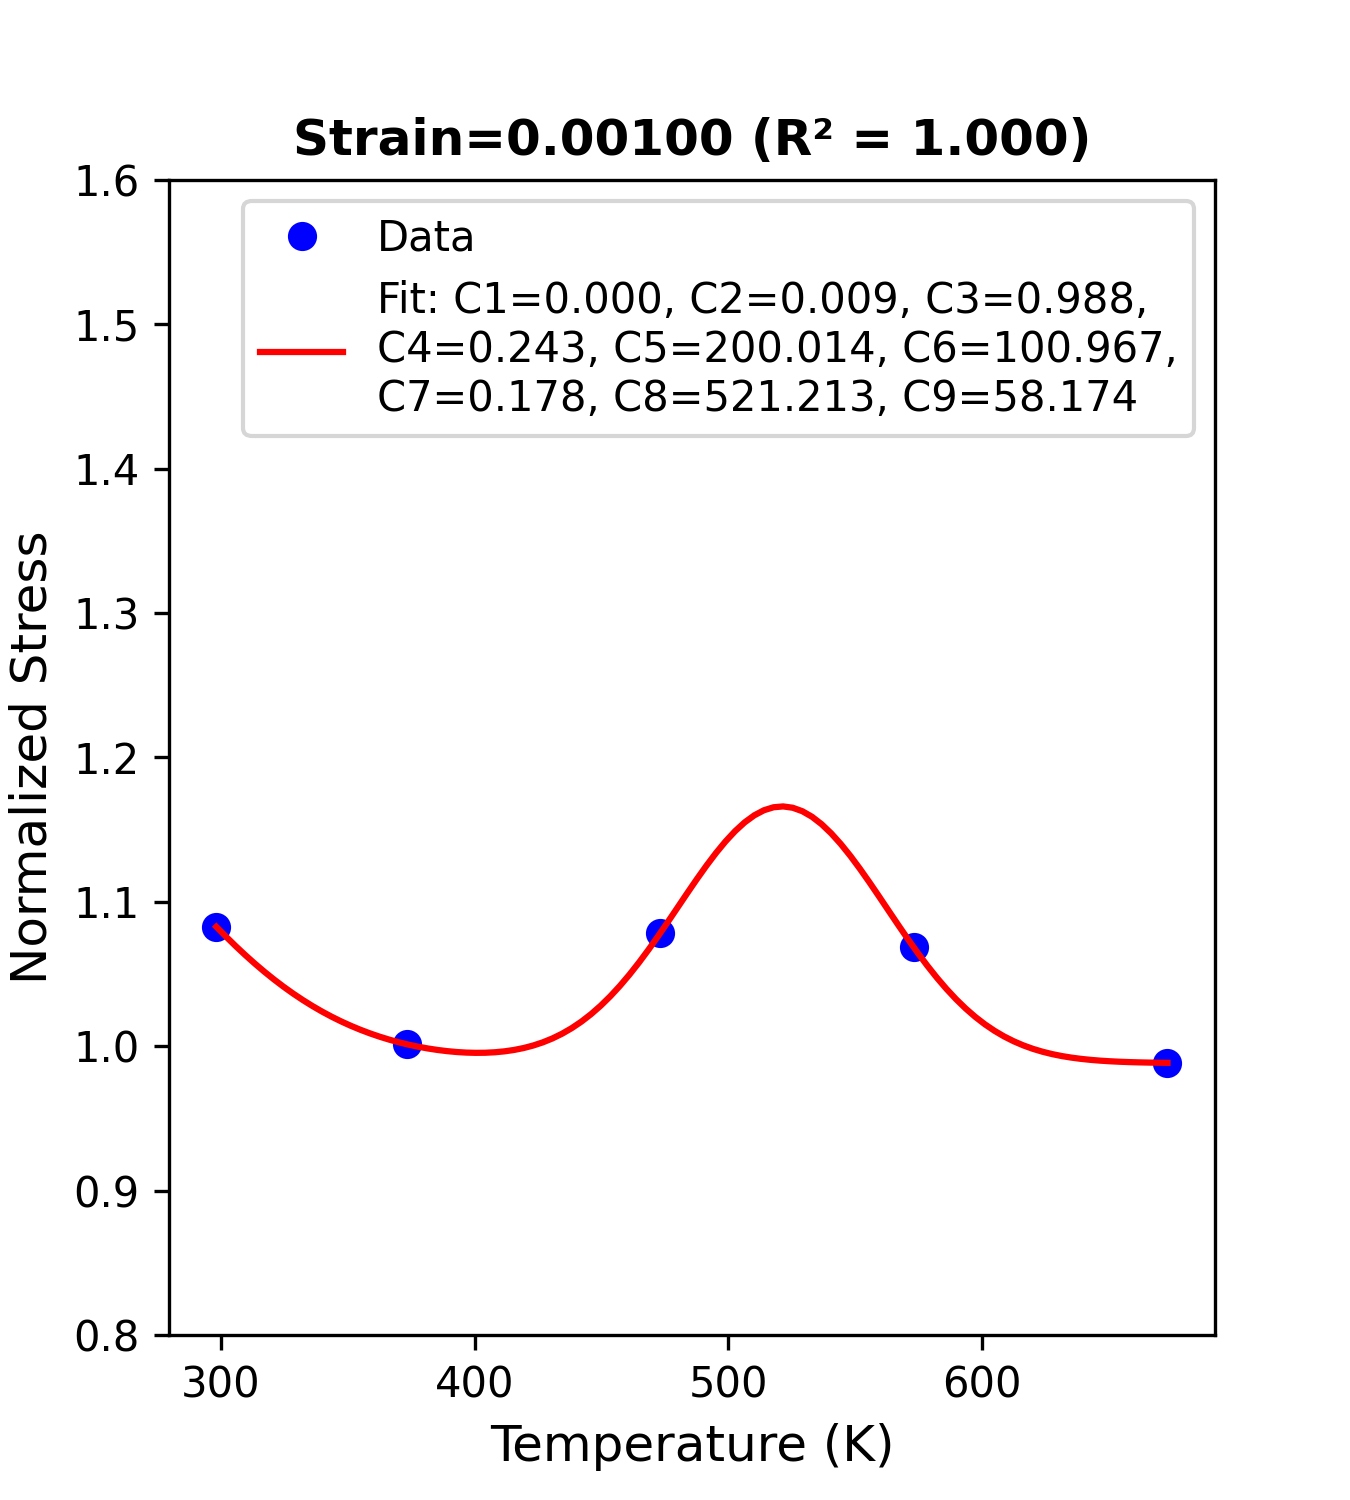 Strain=0.00100 (R² = 1.000)
1.6
1.5
1.4
1.3
1.2
1.1
1.0
0.9
0.8
Normalized Stress
Data
Fit: C1=0.000, C2=0.009, C3=0.988,
C4=0.243, C5=200.014, C6=100.967,
C7=0.178, C8=521.213, C9=58.174
300 400 500 600
Temperature (K)